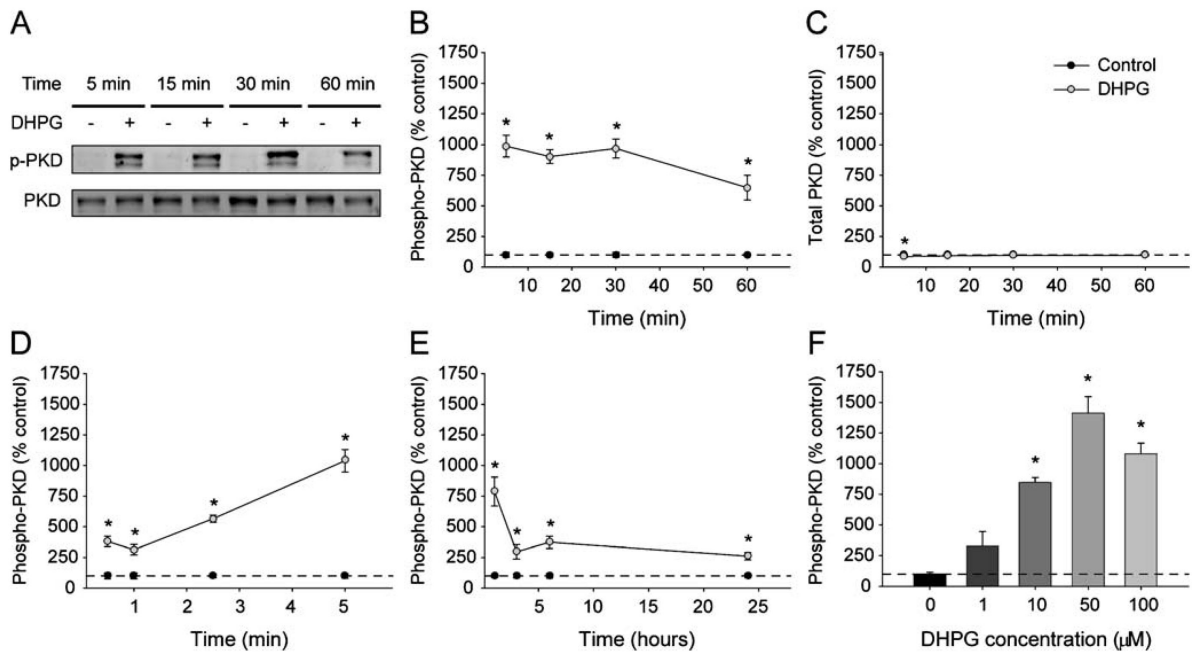 A
Time 5 min 15 min 30 min 60 min
DHPG - + - + - + - +
p-PKD
PKD
B
Phospho-PKD (% control)
1750
1500
1250
1000
750
500
250
0
* * * *
10 20 30 40 50 60
Time (min)
C
Total PKD (% control)
1750
1500
1250
1000
750
500
250
0
Control
DHPG
*
10 20 30 40 50 60
Time (min)
D
Phospho-PKD (% control)
1750
1500
1250
1000
750
500
250
0
* * * *
1 2 3 4 5
Time (min)
E
Phospho-PKD (% control)
1750
1500
1250
1000
750
500
250
0
* * * *
5 10 15 20 25
Time (hours)
F
Phospho-PKD (% control)
1750
1500
1250
1000
750
500
250
0
* * *
0 1 10 50 100
DHPG concentration (μM)